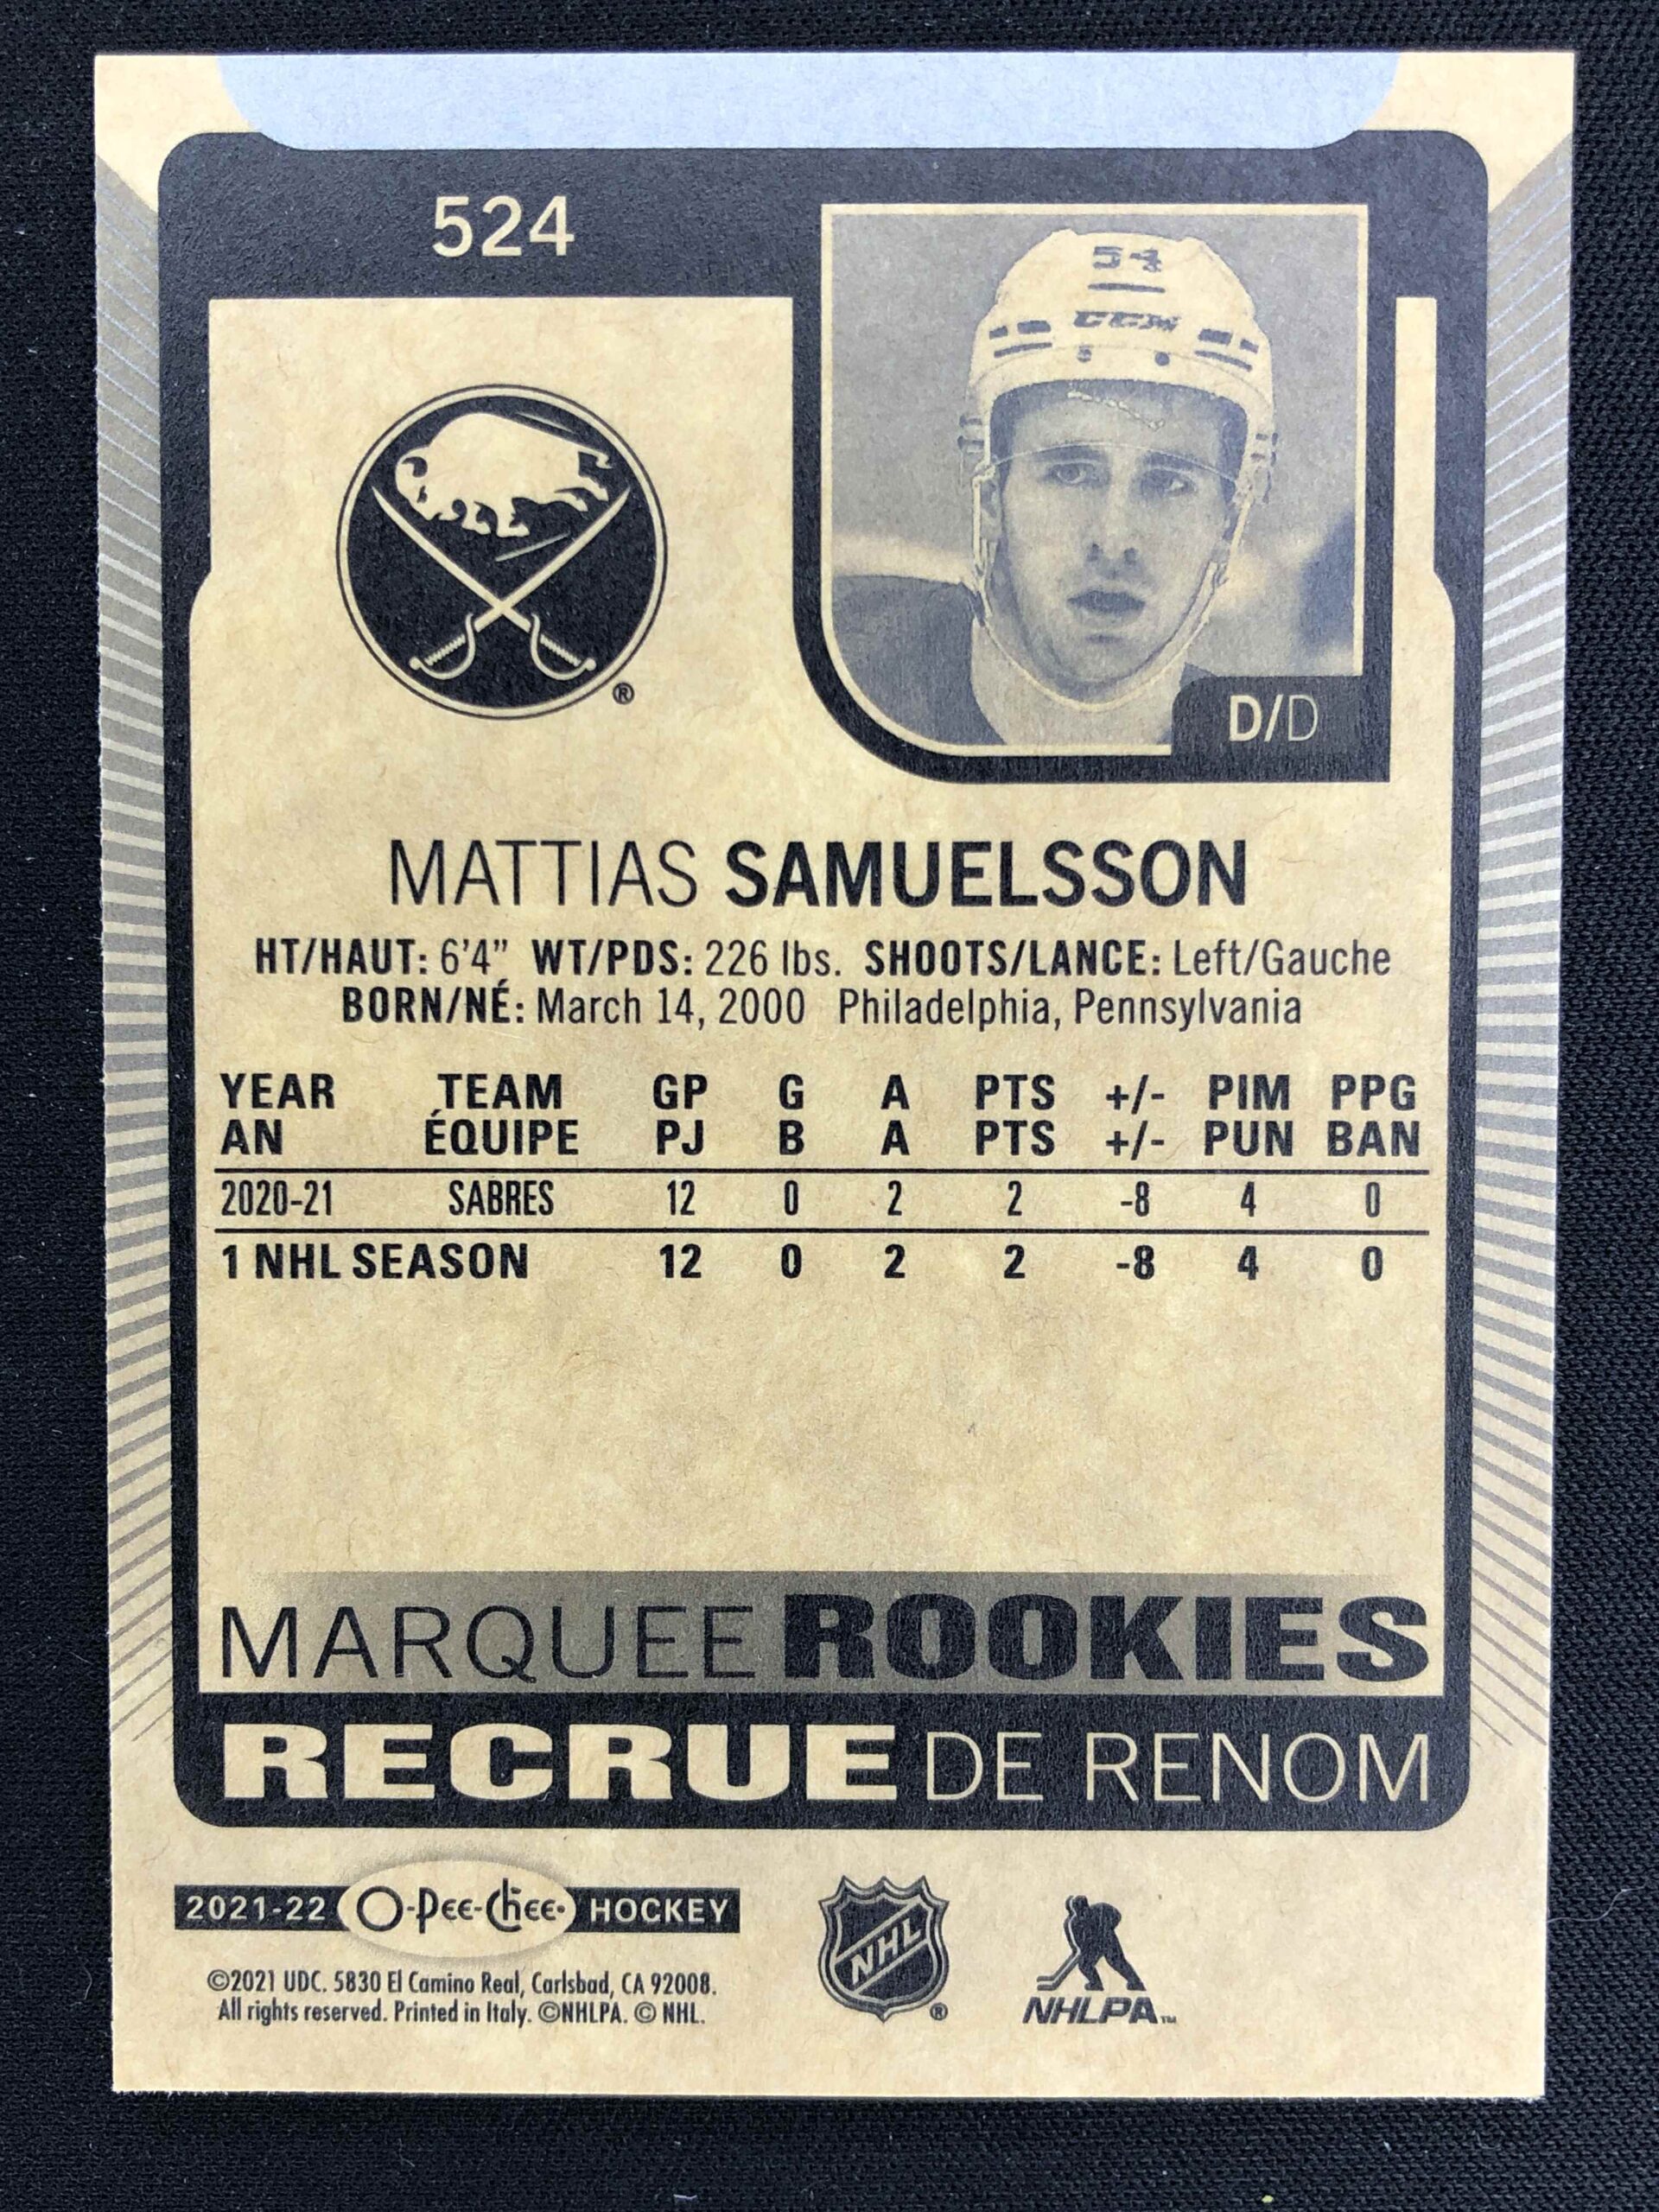 524
54
CCM
D/D
®
MATTIAS SAMUELSSON
HT/HAUT: 6'4" WT/PDS: 226 lbs. SHOOTS/LANCE: Left/Gauche
BORN/NÉ: March 14, 2000 Philadelphia, Pennsylvania
YEAR TEAM GP G A PTS +/- PIM PPG
AN ÉQUIPE PJ B A PTS +/- PUN BAN
2020-21 SABRES 12 0 2 2 -8 4 0
1 NHL SEASON 12 0 2 2 -8 4 0
MARQUEE ROOKIES
RECRUE DE RENOM
2021-22 O-Pee-Chee HOCKEY
©2021 UDC. 5830 El Camino Real, Carlsbad, CA 92008.
All rights reserved. Printed in Italy. ©NHLPA. © NHL.
NHL ®
NHLPA™